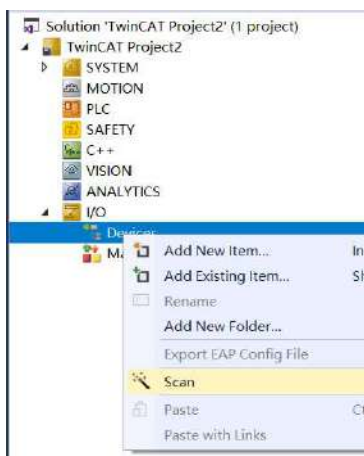 Solution 'TwinCAT Project2' (1 project)
TwinCAT Project2
SYSTEM
MOTION
PLC
SAFETY
C++
VISION
ANALYTICS
I/O
Devices
Add New Item...
Add Existing Item...
Rename
Add New Folder...
Export EAP Config File
Scan
Paste
Paste with Links